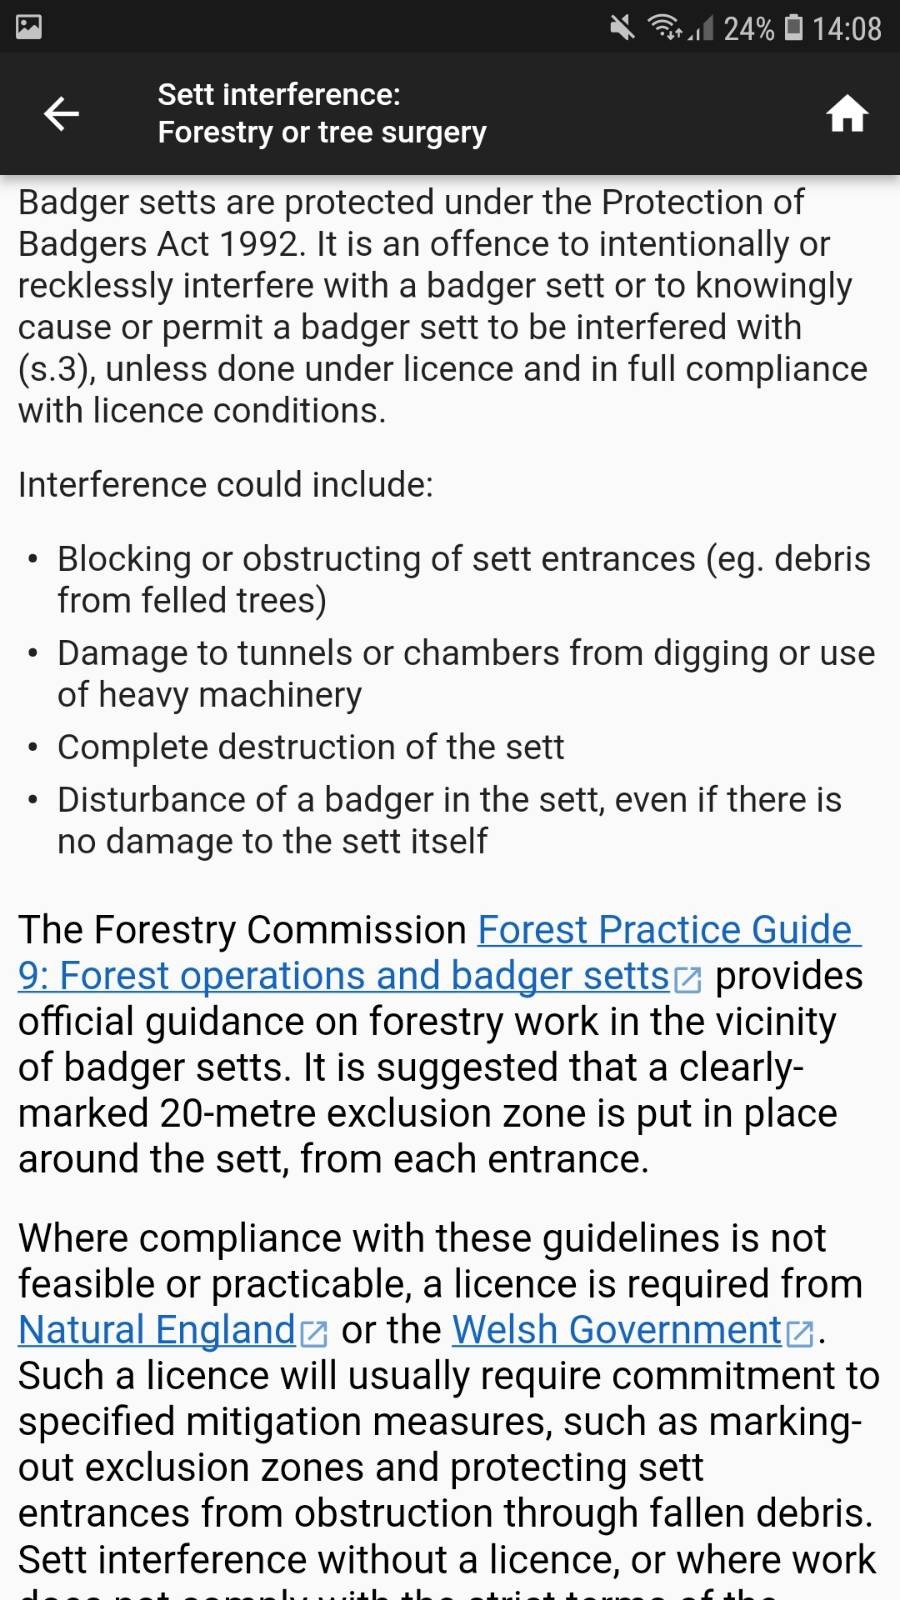 24% 14:08
Sett interference:
Forestry or tree surgery
Badger setts are protected under the Protection of
Badgers Act 1992. It is an offence to intentionally or
recklessly interfere with a badger sett or to knowingly
cause or permit a badger sett to be interfered with
(s.3), unless done under licence and in full compliance
with licence conditions.
Interference could include:
• Blocking or obstructing of sett entrances (eg. debris
from felled trees)
• Damage to tunnels or chambers from digging or use
of heavy machinery
• Complete destruction of the sett
• Disturbance of a badger in the sett, even if there is
no damage to the sett itself
The Forestry Commission Forest Practice Guide
9: Forest operations and badger setts provides
official guidance on forestry work in the vicinity
of badger setts. It is suggested that a clearly-
marked 20-metre exclusion zone is put in place
around the sett, from each entrance.
Where compliance with these guidelines is not
feasible or practicable, a licence is required from
Natural England or the Welsh Government.
Such a licence will usually require commitment to
specified mitigation measures, such as marking-
out exclusion zones and protecting sett
entrances from obstruction through fallen debris.
Sett interference without a licence, or where work
does not comply with the strict terms of the